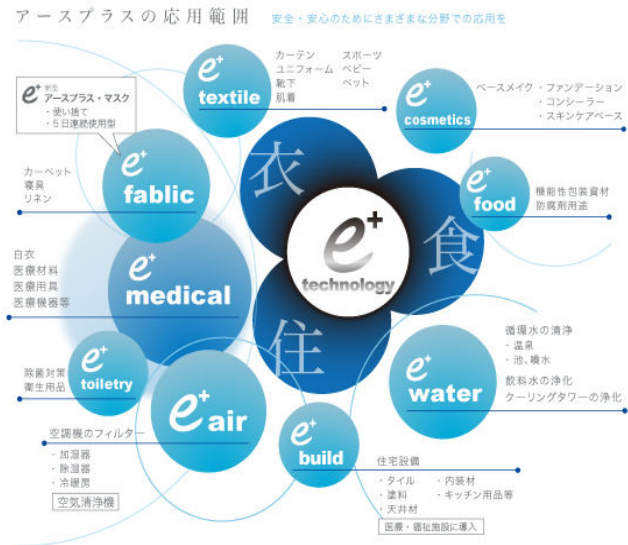 アースプラスの応用範囲
安全・安心のためにさまざまな分野での応用を
e+ 新型
アースプラス・マスク
・使い捨て
・5日連続使用型
e+
textile
カーテン
ユニフォーム
靴下
肌着
スポーツ
ベビー
ペット
e+
cosmetics
ベースメイク・ファンデーション
・コンシーラー
・スキンケアベース
e+
fablic
カーペット
寝具
リネン
衣
e+
food
機能性包装資材
防腐剤用途
e+
technology
食
住
e+
medical
白衣
医療材料
医療用具
医療機器等
e+
toiletry
除菌対策
衛生用品
e+
air
空調機のフィルター
・加湿器
・除湿器
・冷暖房
空気清浄機
e+
build
住宅設備
・タイル
・塗料
・天井材
・内装材
・キッチン用品等
医療・福祉施設に導入
e+
water
循環水の清浄
・温泉
・池、噴水
飲料水の浄化
クーリングタワーの浄化